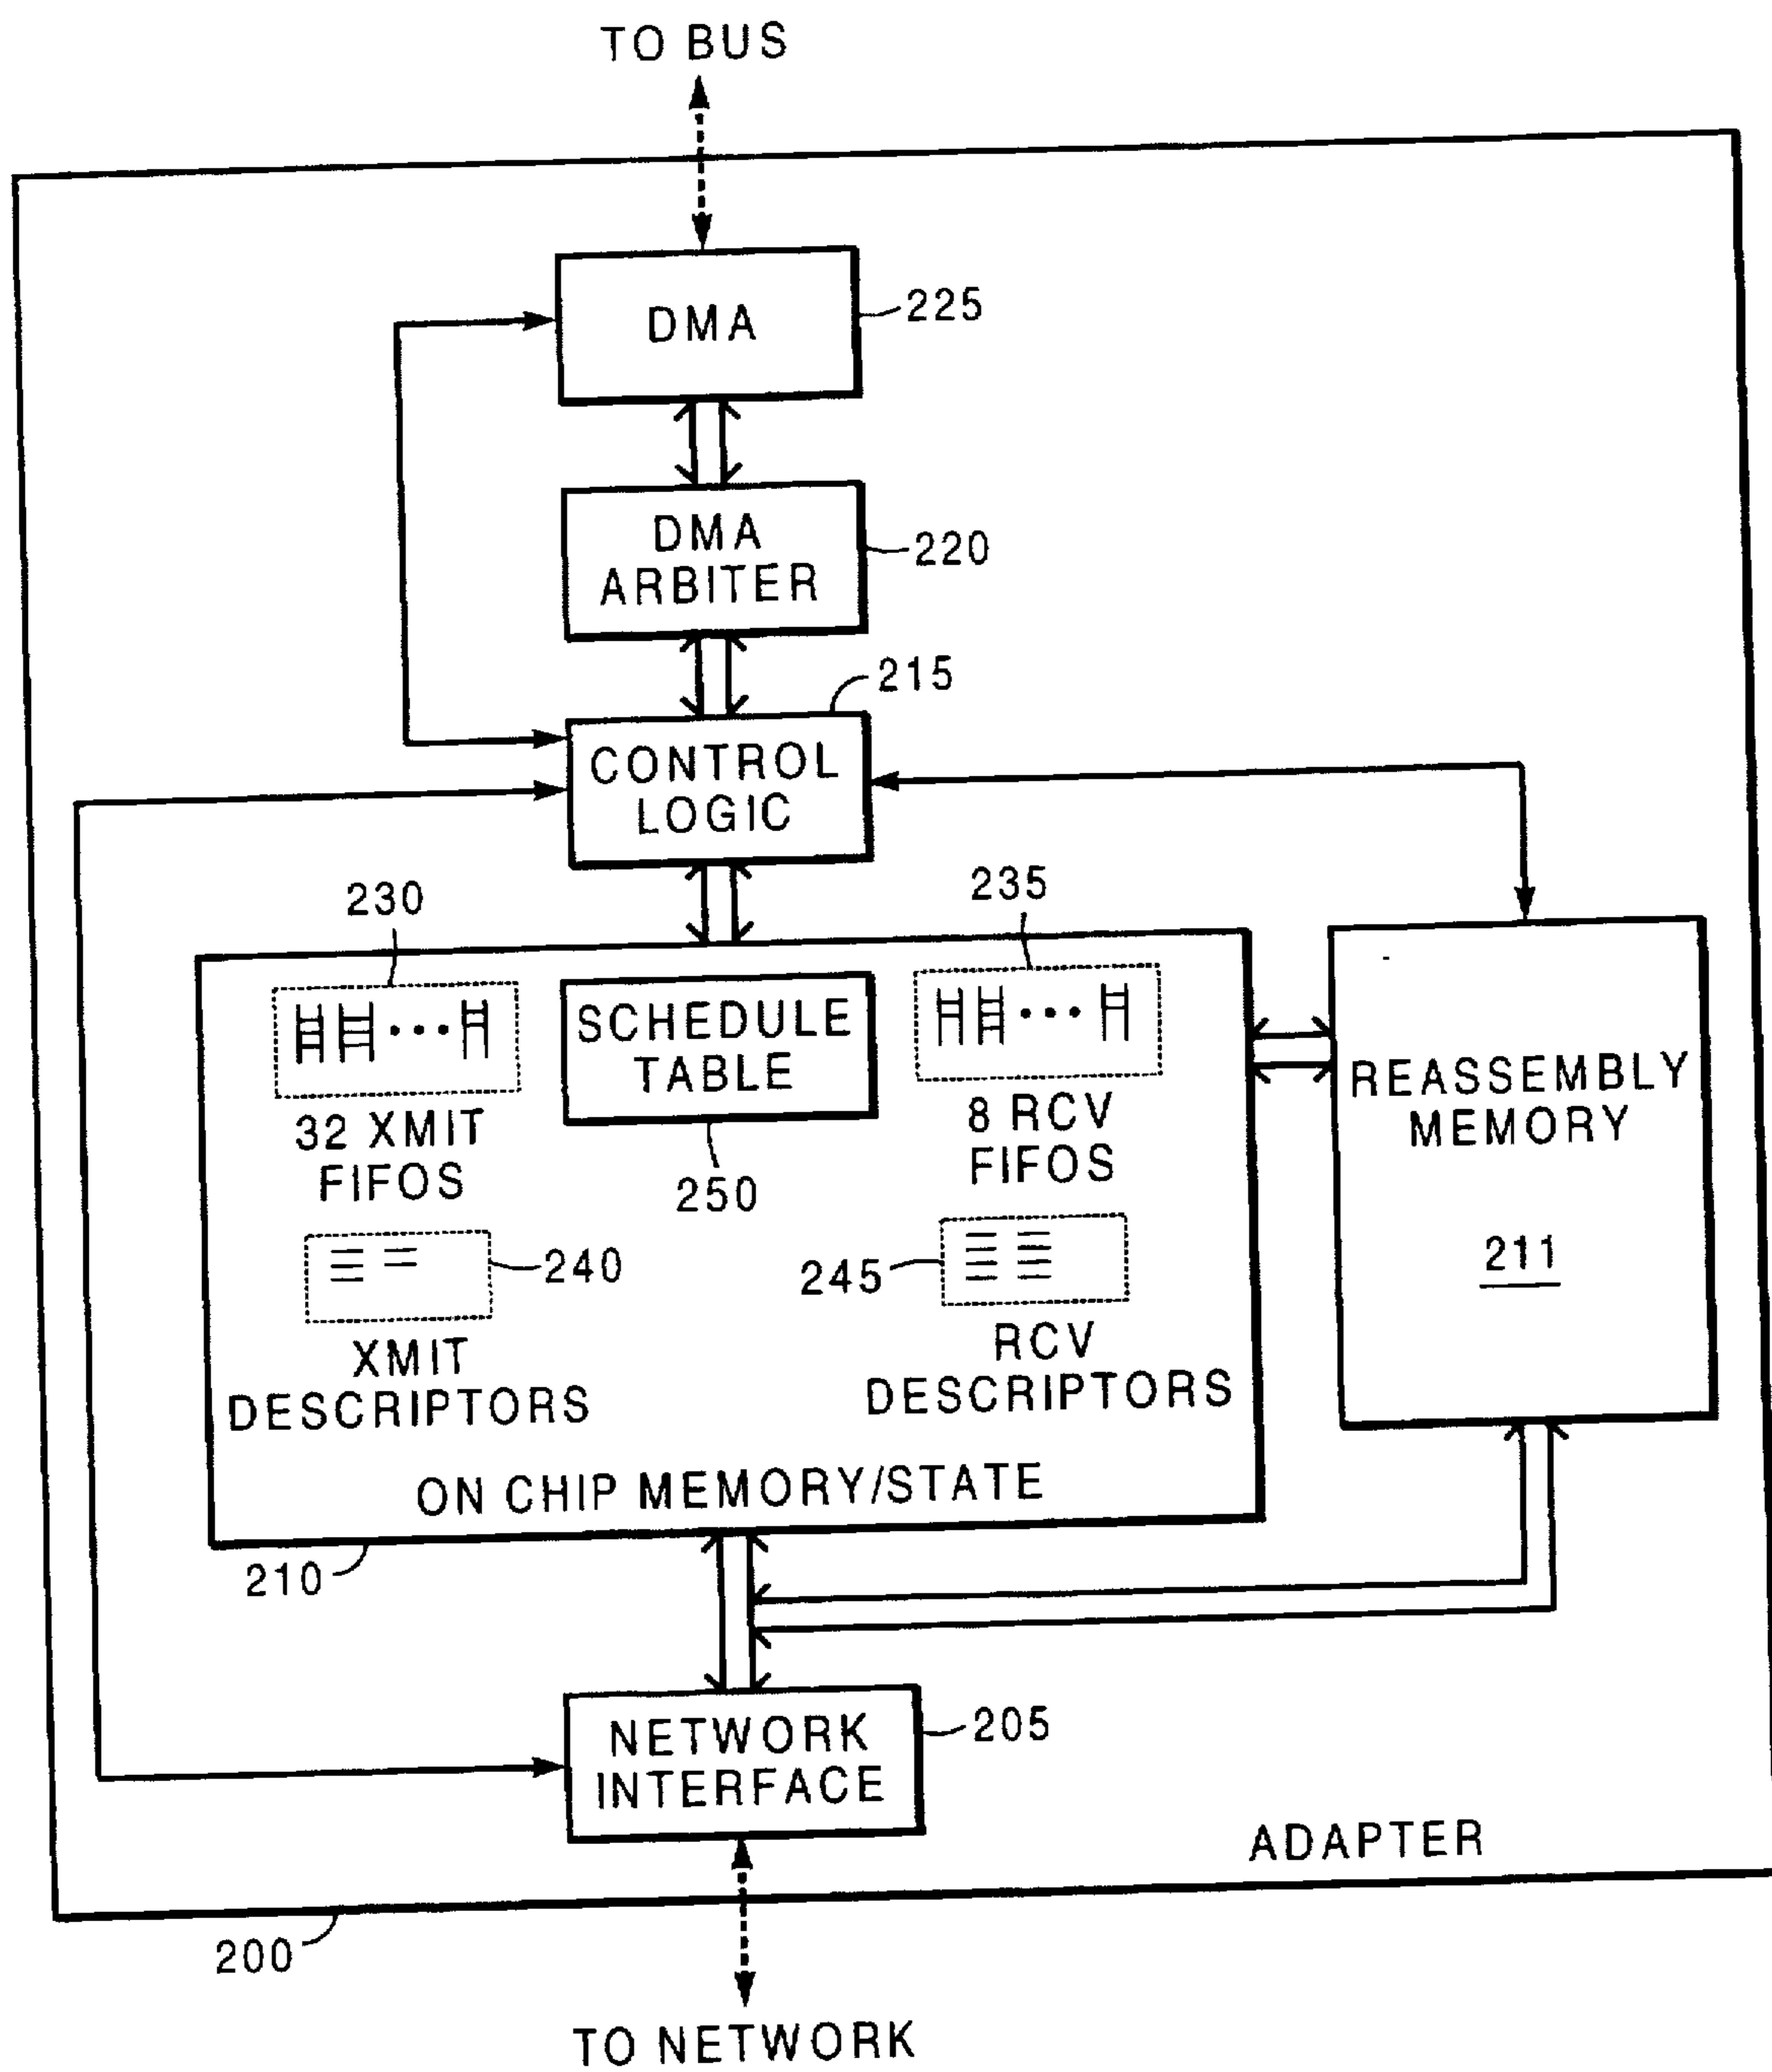 TO BUS
DMA
225
DMA
ARBITER
220
215
CONTROL
LOGIC
230
235
SCHEDULE
TABLE
32 XMIT
FIFOS
250
8 RCV
FIFOS
REASSEMBLY
MEMORY
211
240
245
XMIT
DESCRIPTORS
RCV
DESCRIPTORS
ON CHIP MEMORY/STATE
210
NETWORK
INTERFACE
205
ADAPTER
200
TO NETWORK